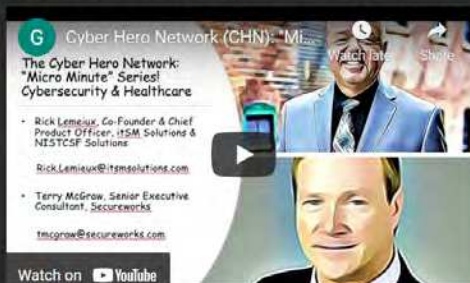 G Cyber Hero Network (CHN): "Mi...
Watch later
Share
The Cyber Hero Network:
"Micro Minute" Series!
Cybersecurity & Healthcare
• Rick Lemeiux, Co-Founder & Chief
Product Officer, itSM Solutions &
NISTCSF Solutions
Rick.Lemieux@itsmsolutions.com
• Terry McGraw, Senior Executive
Consultant, Secureworks
tmcgraw@secureworks.com
Watch on YouTube